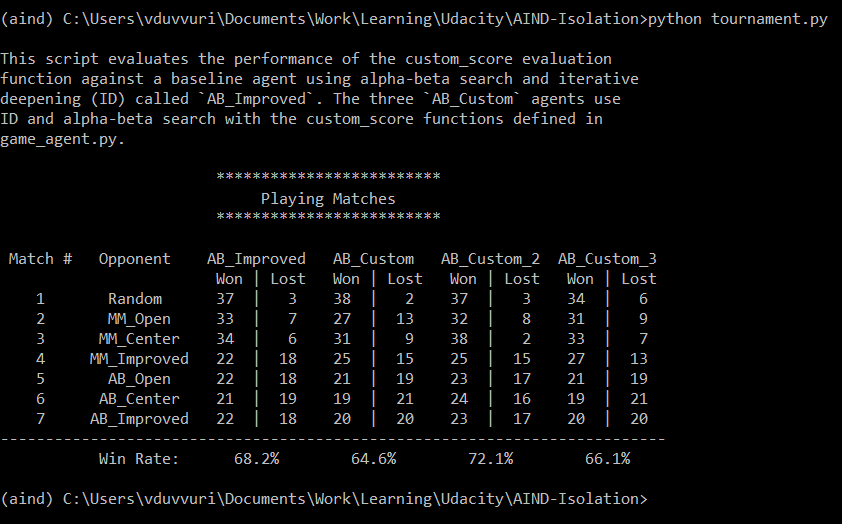 (aind) C:\Users\vduvvuri\Documents\Work\Learning\Udacity\AIND-Isolation>python tournament.py
This script evaluates the performance of the custom_score evaluation
function against a baseline agent using alpha-beta search and iterative
deepening (ID) called `AB_Improved`. The three `AB_Custom` agents use
ID and alpha-beta search with the custom_score functions defined in
game_agent.py.
*************************
Playing Matches
*************************
Match # Opponent AB_Improved AB_Custom AB_Custom_2 AB_Custom_3
Won | Lost Won | Lost Won | Lost Won | Lost
1 Random 37 | 3 38 | 2 37 | 3 34 | 6
2 MM_Open 33 | 7 27 | 13 32 | 8 31 | 9
3 MM_Center 34 | 6 31 | 9 38 | 2 33 | 7
4 MM_Improved 22 | 18 25 | 15 25 | 15 27 | 13
5 AB_Open 22 | 18 21 | 19 23 | 17 21 | 19
6 AB_Center 21 | 19 19 | 21 24 | 16 19 | 21
7 AB_Improved 22 | 18 20 | 20 23 | 17 20 | 20
--------------------------------------------------------------------------
Win Rate: 68.2% 64.6% 72.1% 66.1%
(aind) C:\Users\vduvvuri\Documents\Work\Learning\Udacity\AIND-Isolation>